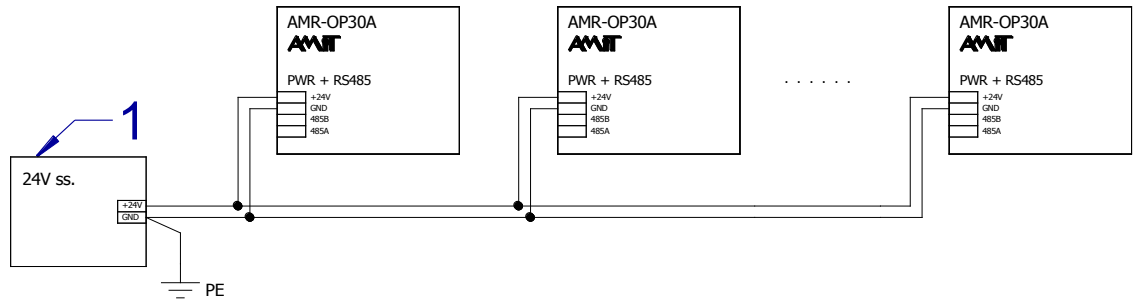 AMR-OP30A
AMiT
PWR + RS485
+24V
GND
485B
485A
AMR-OP30A
AMiT
PWR + RS485
+24V
GND
485B
485A
. . . . . .
AMR-OP30A
AMiT
PWR + RS485
+24V
GND
485B
485A
1
24V ss.
+24V
GND
PE